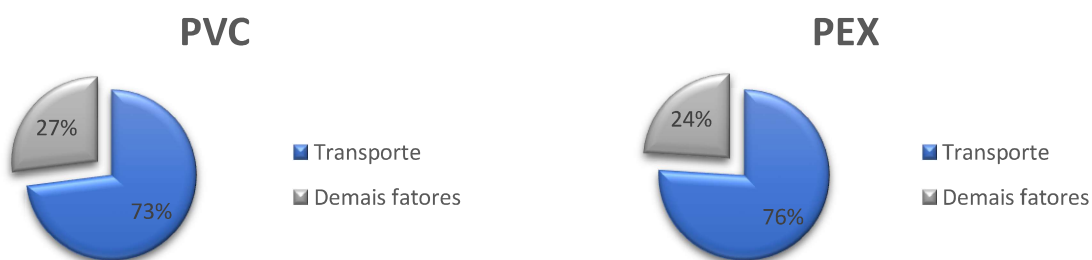 PVC
27%
73%
Transporte
Demais fatores
PEX
24%
76%
Transporte
Demais fatores